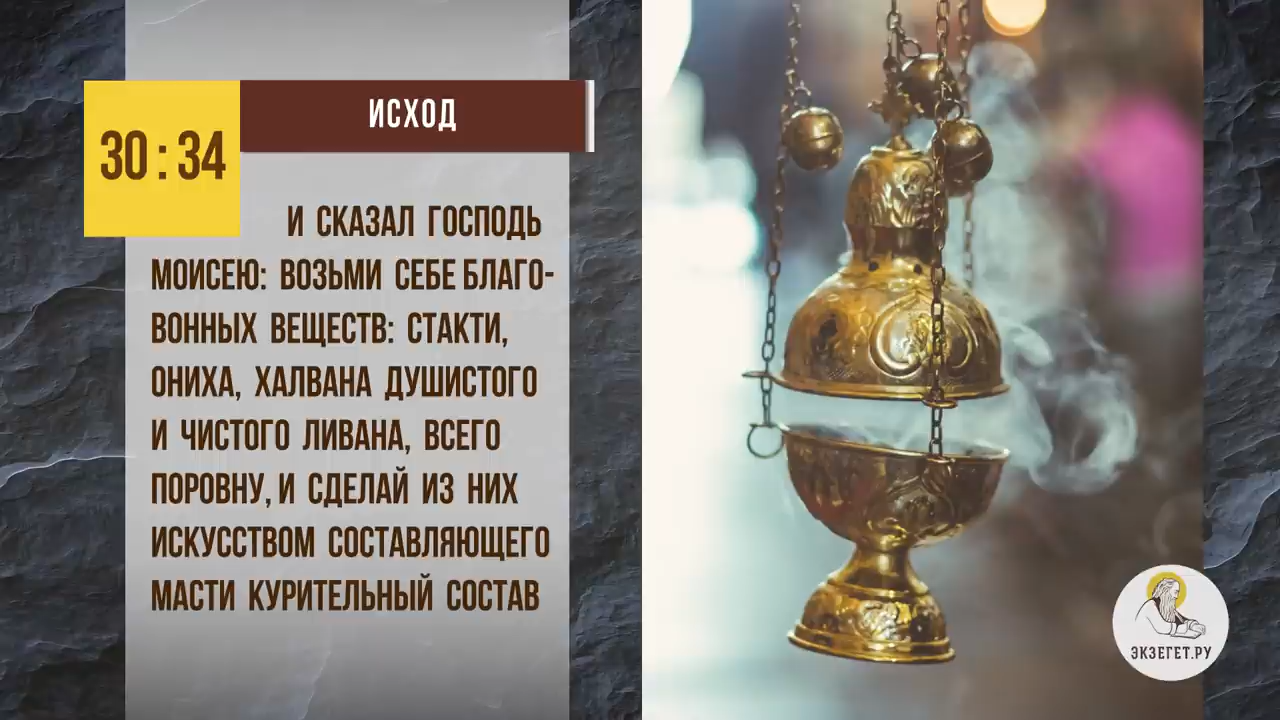 30:34
ИСХОД
И СКАЗАЛ ГОСПОДЬ
МОИСЕЮ: ВОЗЬМИ СЕБЕ БЛАГО-
ВОННЫХ ВЕЩЕСТВ: СТАКТИ,
ОНИХА, ХАЛВАНА ДУШИСТОГО
И ЧИСТОГО ЛИВАНА, ВСЕГО
ПОРОВНУ, И СДЕЛАЙ ИЗ НИХ
ИСКУССТВОМ СОСТАВЛЯЮЩЕГО
МАСТИ КУРИТЕЛЬНЫЙ СОСТАВ
ЭКЗЕГЕТ.РУ